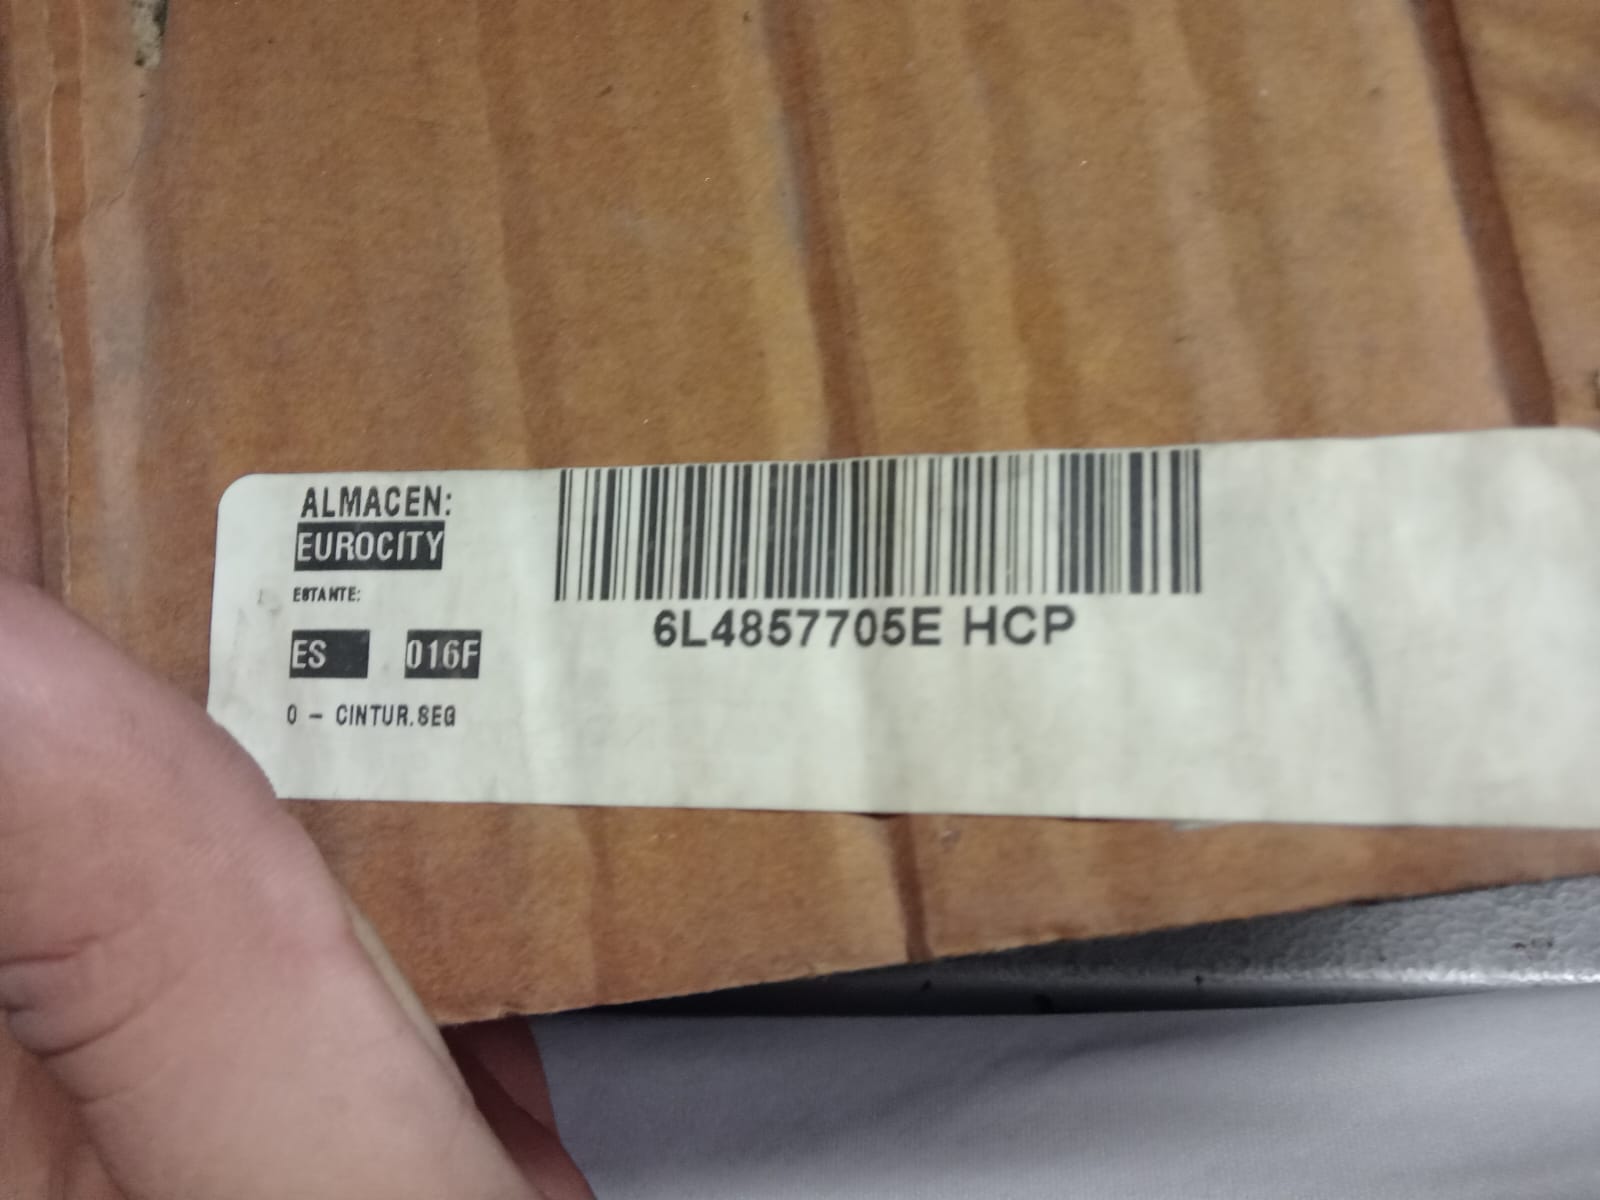 ALMACEN:
EUROCITY
ESTANTE:
ES 016F
0 - CINTUR.SEG
6L4857705E HCP